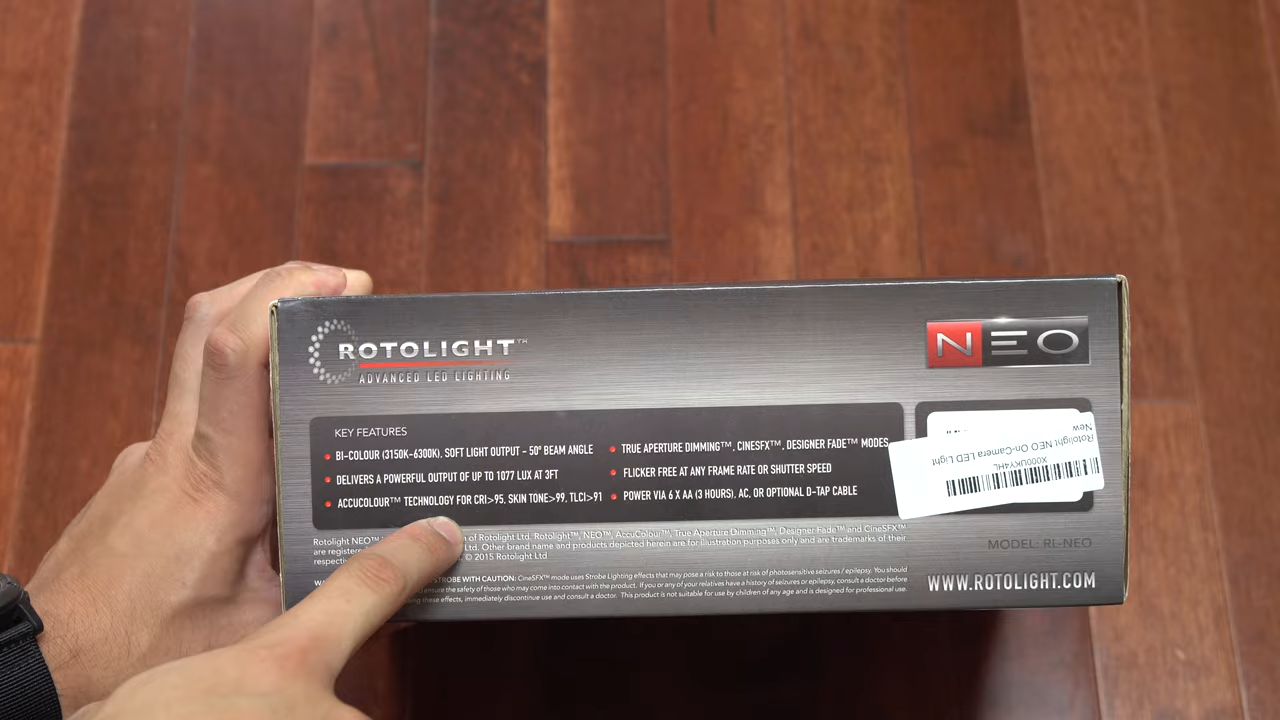 ROTOLIGHT™
ADVANCED LED LIGHTING
NEO
KEY FEATURES
BI-COLOUR (3150K-6300K), SOFT LIGHT OUTPUT - 50° BEAM ANGLE
DELIVERS A POWERFUL OUTPUT OF UP TO 1077 LUX AT 3FT
ACCUCOLOUR™ TECHNOLOGY FOR CRI>95, SKIN TONE>99, TLCI>91
TRUE APERTURE DIMMING™, CINESFX™, DESIGNER FADE™ MODES
FLICKER FREE AT ANY FRAME RATE OR SHUTTER SPEED
POWER VIA 6 X AA (3 HOURS), AC, OR OPTIONAL D-TAP CABLE
X000UKY4HL
Rotolight NEO On-Camera LED Light
New
Rotolight NEO™ of Rotolight Ltd. Rotolight™, NEO™, AccuColour™, True Aperture Dimming™, Designer Fade™ and CineSFX™
are register Ltd. Other brand name and products depicted herein are for illustration purposes only and are trademarks of their
respecti © 2015 Rotolight Ltd
STROBE WITH CAUTION: CineSFX™ mode uses Strobe Lighting effects that may pose a risk to those at risk of photosensitive seizures / epilepsy. You should
ensure the safety of those who may come into contact with the product. If you or any of your relatives have a history of seizures or epilepsy, consult a doctor before
these effects, immediately discontinue use and consult a doctor. This product is not suitable for use by children of any age and is designed for professional use.
MODEL: RL-NEO
WWW.ROTOLIGHT.COM